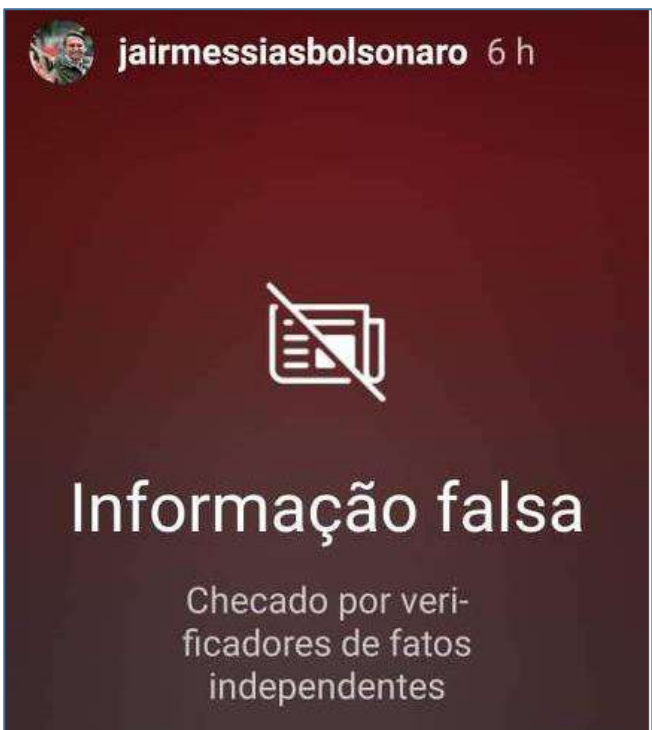 jairmessiasbolsonaro 6 h
Informação falsa
Checado por veri-
ficadores de fatos
independentes